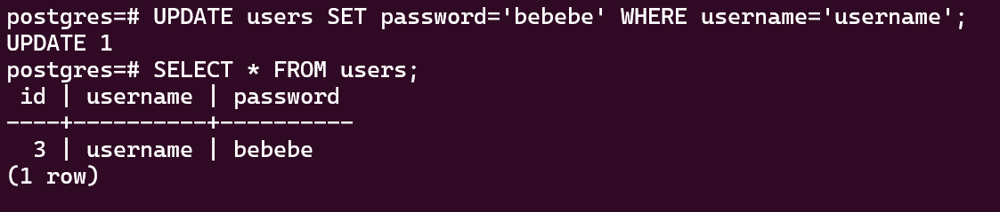 postgres=# UPDATE users SET password='bebebe' WHERE username='username';
UPDATE 1
postgres=# SELECT * FROM users;
 id | username | password
----+----------+----------
  3 | username | bebebe
(1 row)